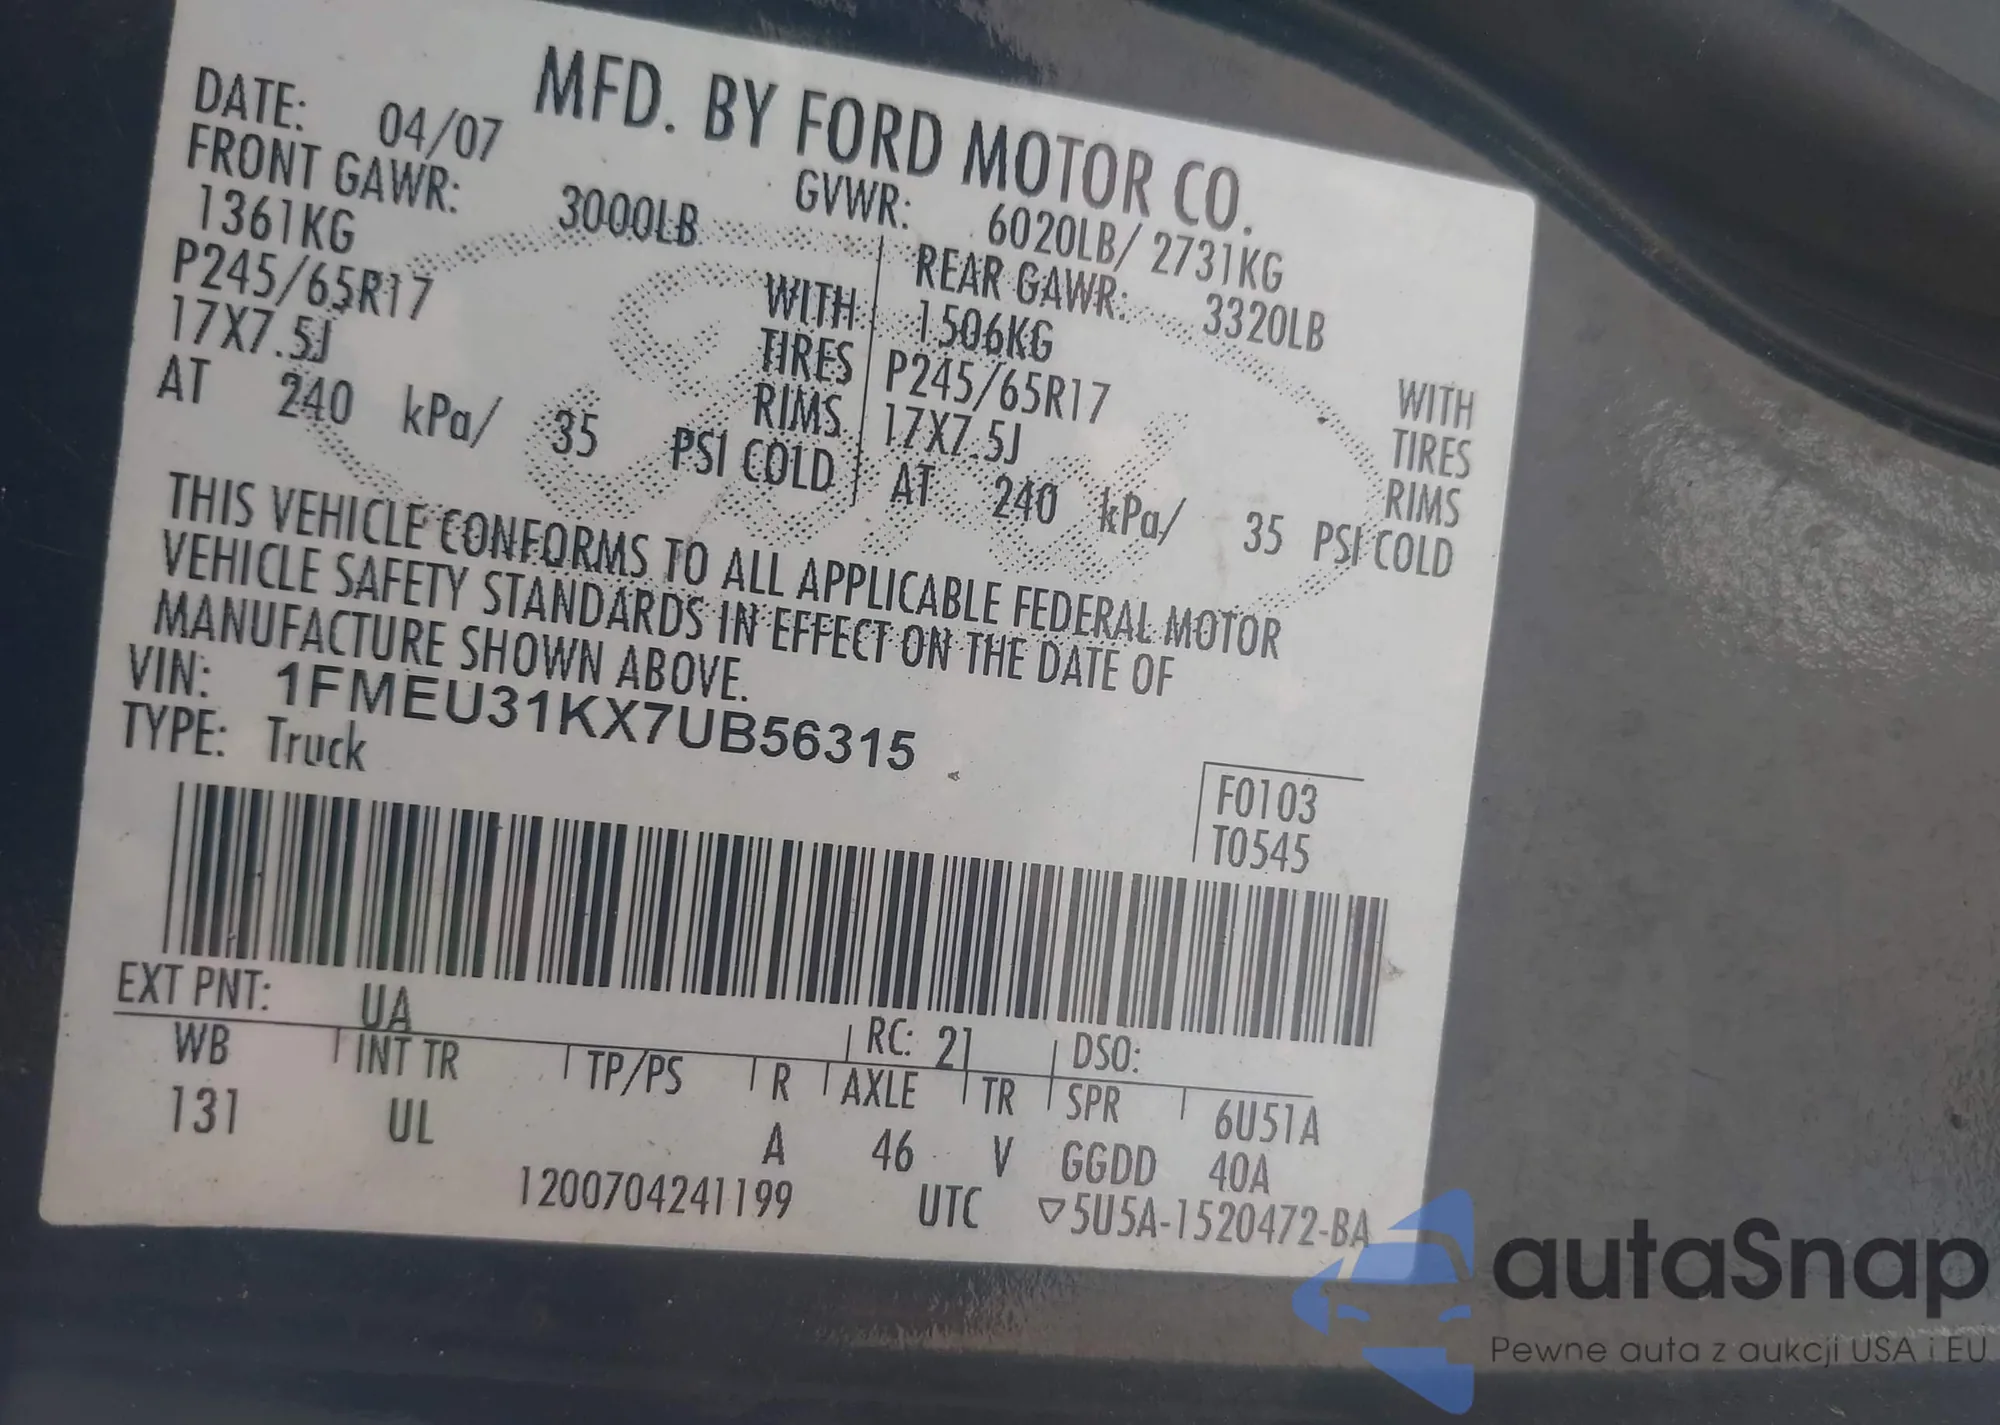 MFD. BY FORD MOTOR CO.
DATE: 04/07 GVWR: 6020LB/ 2731KG
FRONT GAWR: 3000LB REAR GAWR: 3320LB
1361KG WITH 1506KG WITH
P245/65R17 TIRES P245/65R17 TIRES
17X7.5J RIMS 17X7.5J RIMS
AT 240 kPa/ 35 PSI COLD AT 240 kPa/ 35 PSI COLD
THIS VEHICLE CONFORMS TO ALL APPLICABLE FEDERAL MOTOR
VEHICLE SAFETY STANDARDS IN EFFECT ON THE DATE OF
MANUFACTURE SHOWN ABOVE.
VIN: 1FMEU31KX7UB56315
TYPE: Truck
F0103
T0545
EXT PNT: UA RC: 21 DSO:
WB INT TR TP/PS R AXLE TR SPR 6U51A
131 UL A 46 V GGDD 40A
1200704241199 UTC ▽5U5A-1520472-BA
autaSnap
Pewne auta z aukcji USA i EU